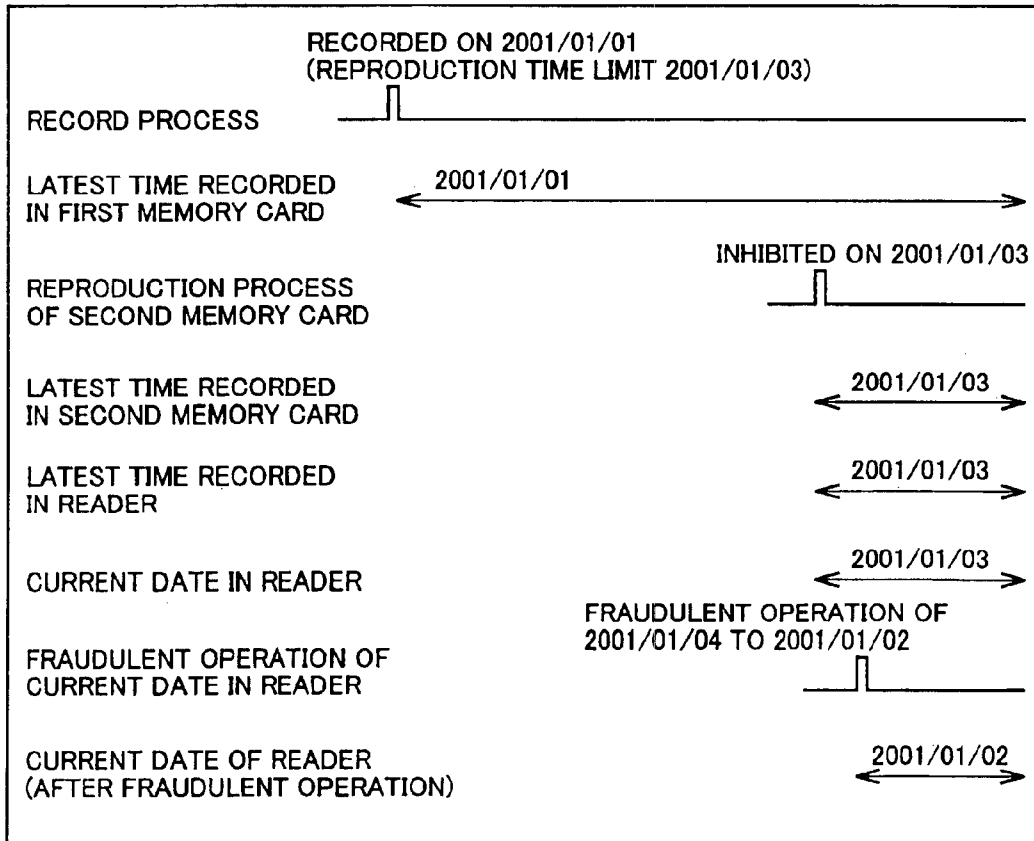 RECORDED ON 2001/01/01
(REPRODUCTION TIME LIMIT 2001/01/03)
RECORD PROCESS
LATEST TIME RECORDED
IN FIRST MEMORY CARD
2001/01/01
INHIBITED ON 2001/01/03
REPRODUCTION PROCESS
OF SECOND MEMORY CARD
LATEST TIME RECORDED
IN SECOND MEMORY CARD
2001/01/03
LATEST TIME RECORDED
IN READER
2001/01/03
CURRENT DATE IN READER
2001/01/03
FRAUDULENT OPERATION OF
2001/01/04 TO 2001/01/02
FRAUDULENT OPERATION OF
CURRENT DATE IN READER
CURRENT DATE OF READER
(AFTER FRAUDULENT OPERATION)
2001/01/02